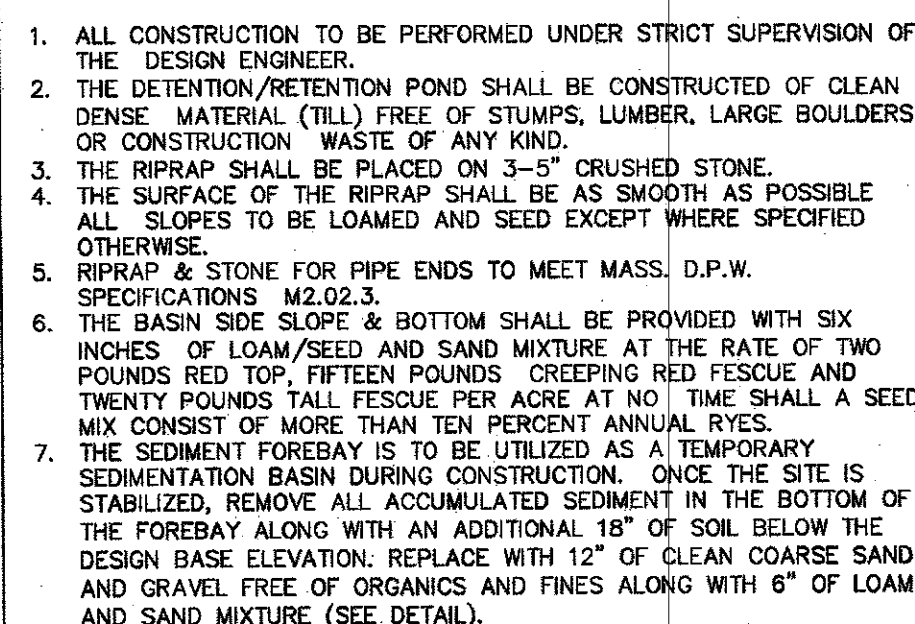 1. ALL CONSTRUCTION TO BE PERFORMED UNDER STRICT SUPERVISION OF
THE DESIGN ENGINEER.
2. THE DETENTION/RETENTION POND SHALL BE CONSTRUCTED OF CLEAN
DENSE MATERIAL (TILL) FREE OF STUMPS, LUMBER, LARGE BOULDERS
OR CONSTRUCTION WASTE OF ANY KIND.
3. THE RIPRAP SHALL BE PLACED ON 3-5" CRUSHED STONE.
4. THE SURFACE OF THE RIPRAP SHALL BE AS SMOOTH AS POSSIBLE
ALL SLOPES TO BE LOAMED AND SEED EXCEPT WHERE SPECIFIED
OTHERWISE.
5. RIPRAP & STONE FOR PIPE ENDS TO MEET MASS. D.P.W.
SPECIFICATIONS M2.02.3.
6. THE BASIN SIDE SLOPE & BOTTOM SHALL BE PROVIDED WITH SIX
INCHES OF LOAM/SEED AND SAND MIXTURE AT THE RATE OF TWO
POUNDS RED TOP, FIFTEEN POUNDS CREEPING RED FESCUE AND
TWENTY POUNDS TALL FESCUE PER ACRE AT NO TIME SHALL A SEED
MIX CONSIST OF MORE THAN TEN PERCENT ANNUAL RYES.
7. THE SEDIMENT FOREBAY IS TO BE UTILIZED AS A TEMPORARY
SEDIMENTATION BASIN DURING CONSTRUCTION. ONCE THE SITE IS
STABILIZED, REMOVE ALL ACCUMULATED SEDIMENT IN THE BOTTOM OF
THE FOREBAY ALONG WITH AN ADDITIONAL 18" OF SOIL BELOW THE
DESIGN BASE ELEVATION. REPLACE WITH 12" OF CLEAN COARSE SAND
AND GRAVEL FREE OF ORGANICS AND FINES ALONG WITH 6" OF LOAM
AND SAND MIXTURE (SEE DETAIL).